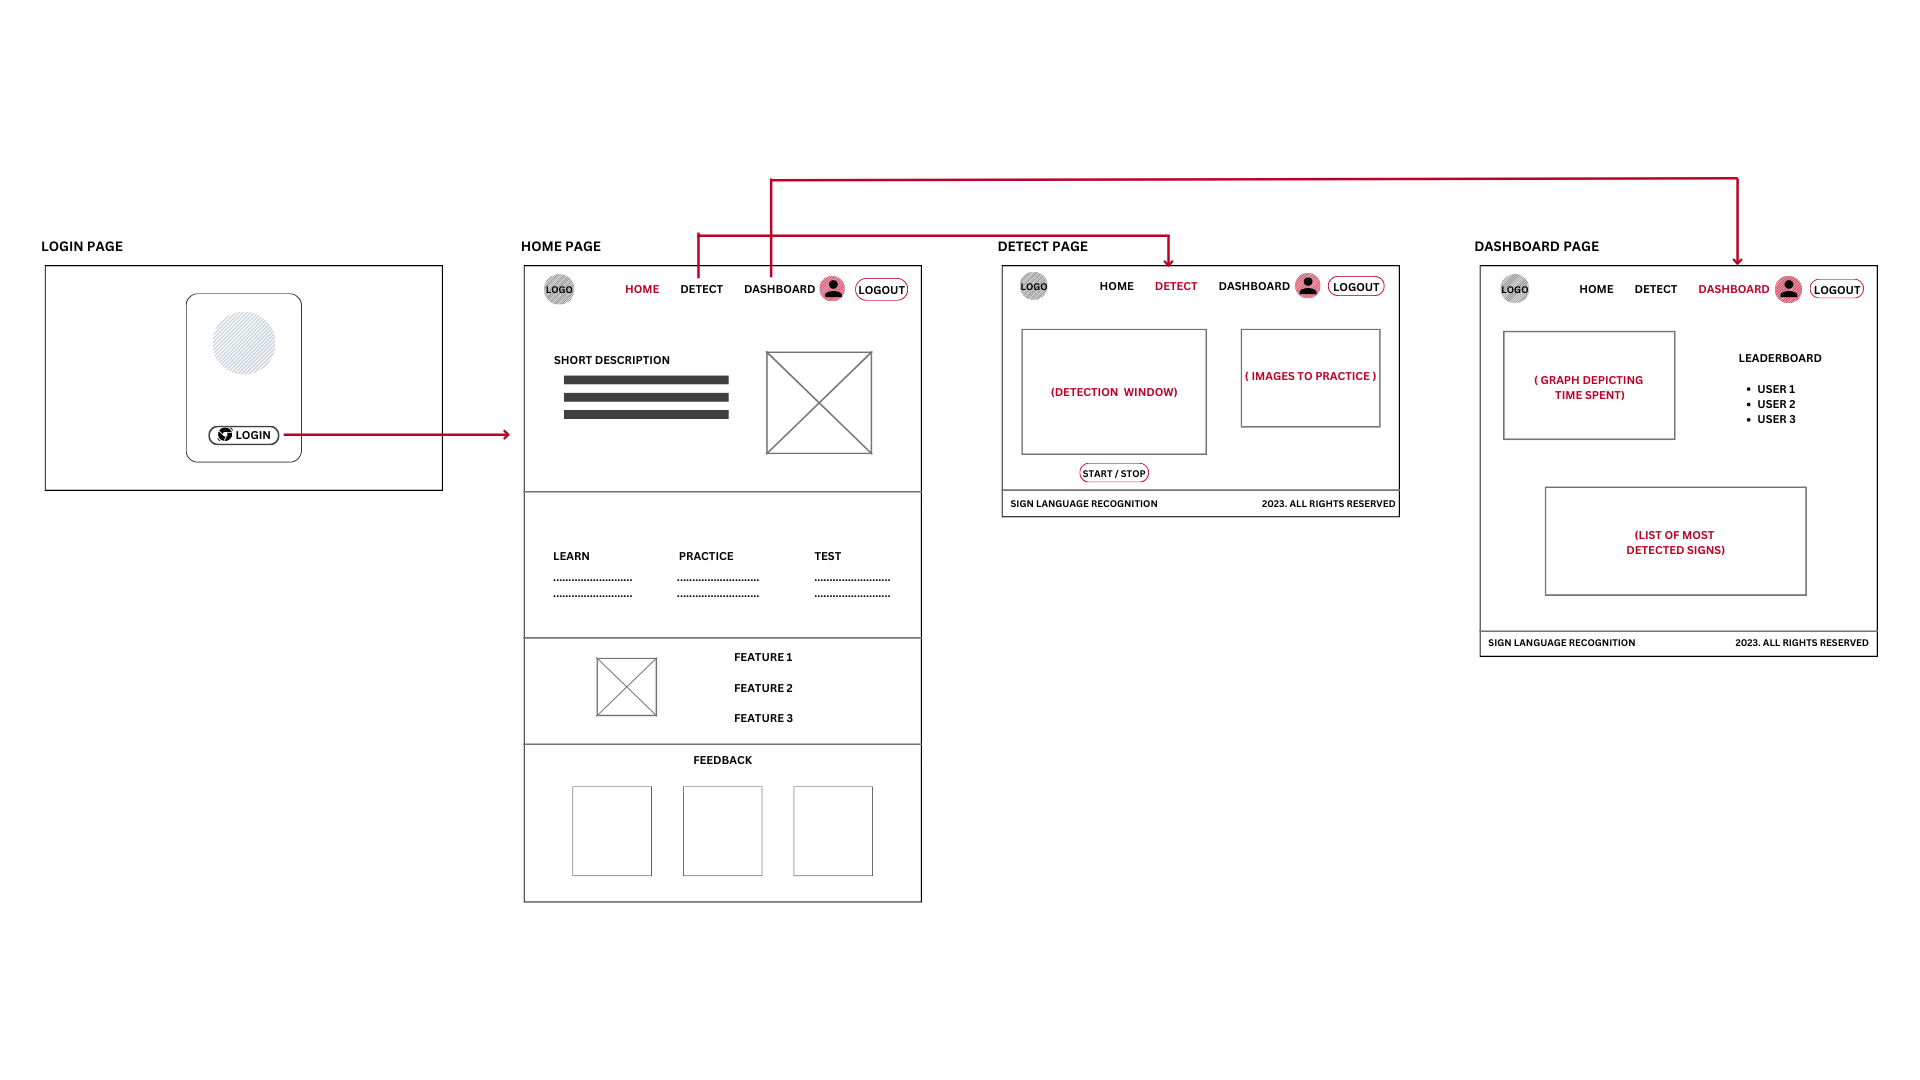 LOGIN PAGE
LOGIN
HOME PAGE
LOGO
HOME
DETECT
DASHBOARD
LOGOUT
SHORT DESCRIPTION
LEARN
PRACTICE
TEST
FEATURE 1
FEATURE 2
FEATURE 3
FEEDBACK
DETECT PAGE
LOGO
HOME
DETECT
DASHBOARD
LOGOUT
(DETECTION WINDOW)
( IMAGES TO PRACTICE )
START / STOP
SIGN LANGUAGE RECOGNITION
2023. ALL RIGHTS RESERVED
DASHBOARD PAGE
LOGO
HOME
DETECT
DASHBOARD
LOGOUT
( GRAPH DEPICTING
TIME SPENT)
LEADERBOARD
• USER 1
• USER 2
• USER 3
(LIST OF MOST
DETECTED SIGNS)
SIGN LANGUAGE RECOGNITION
2023. ALL RIGHTS RESERVED